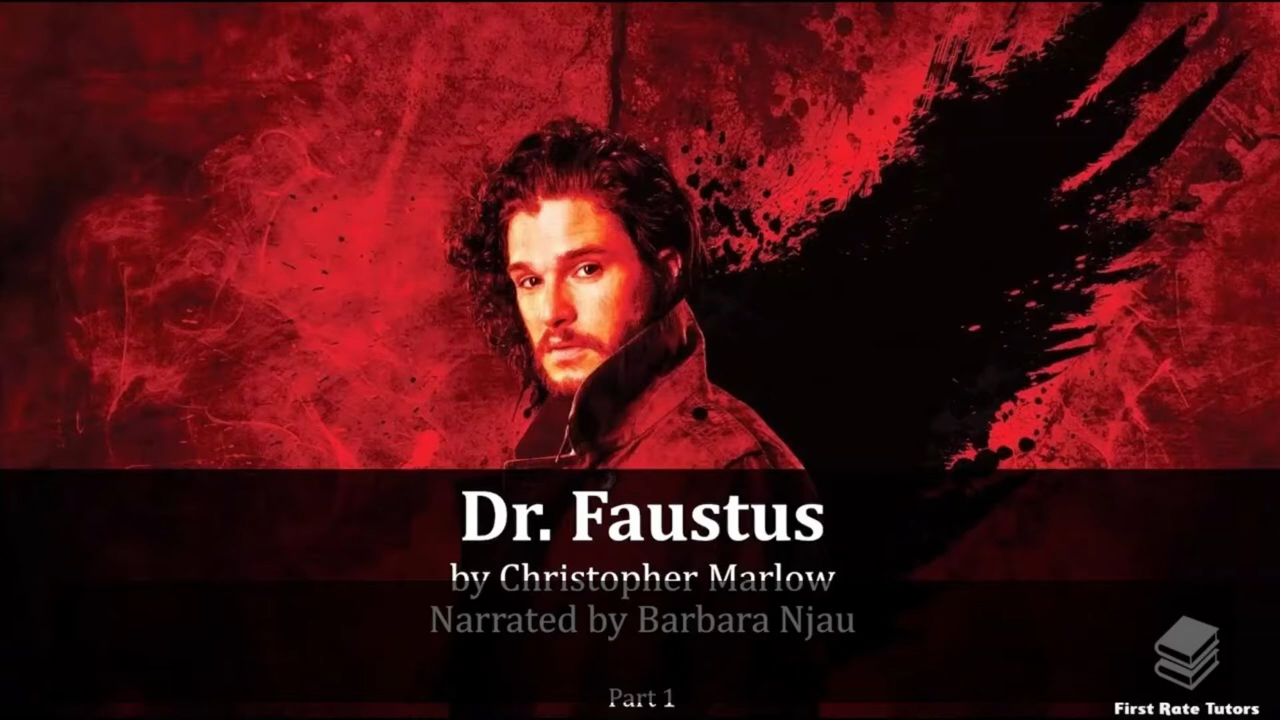 Dr. Faustus
by Christopher Marlow
Narrated by Barbara Njau
Part 1
First Rate Tutors